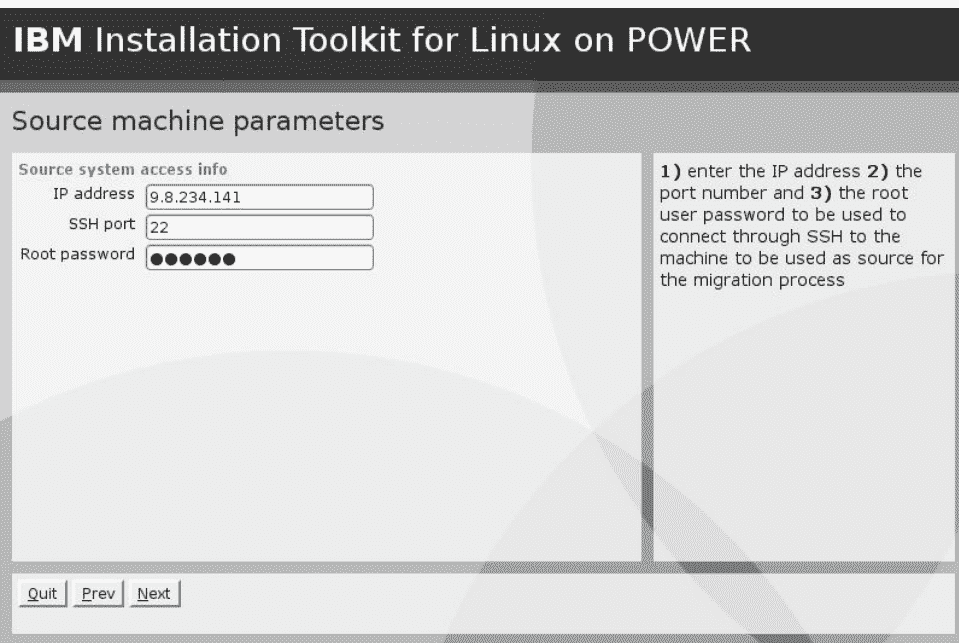 IBM Installation Toolkit for Linux on POWER
Source machine parameters
Source system access info
IP address 9.8.234.141
SSH port 22
Root password ●●●●●●
1) enter the IP address 2) the
port number and 3) the root
user password to be used to
connect through SSH to the
machine to be used as source for
the migration process
Quit Prev Next